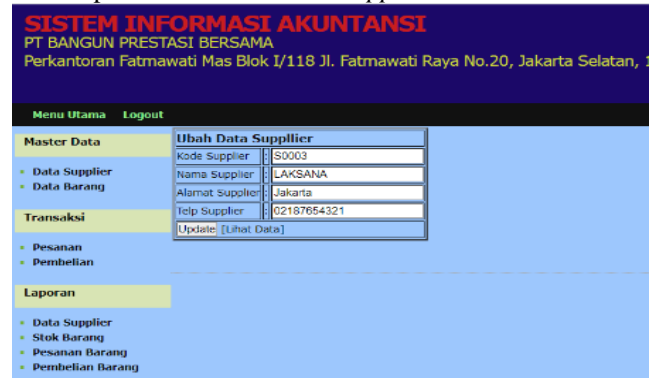 SISTEM INFORMASI AKUNTANSI
PT BANGUN PRESTASI BERSAMA
Perkantoran Fatmawati Mas Blok I/118 Jl. Fatmawati Raya No.20, Jakarta Selatan, 1
Menu Utama Logout
Master Data
Data Supplier
Data Barang
Transaksi
Pesanan
Pembelian
Laporan
Data Supplier
Stok Barang
Pesanan Barang
Pembelian Barang
Ubah Data Suppllier
Kode Supplier : S0003
Nama Supplier : LAKSANA
Alamat Supplier : Jakarta
Telp Supplier : 02187654321
Update [Lihat Data]